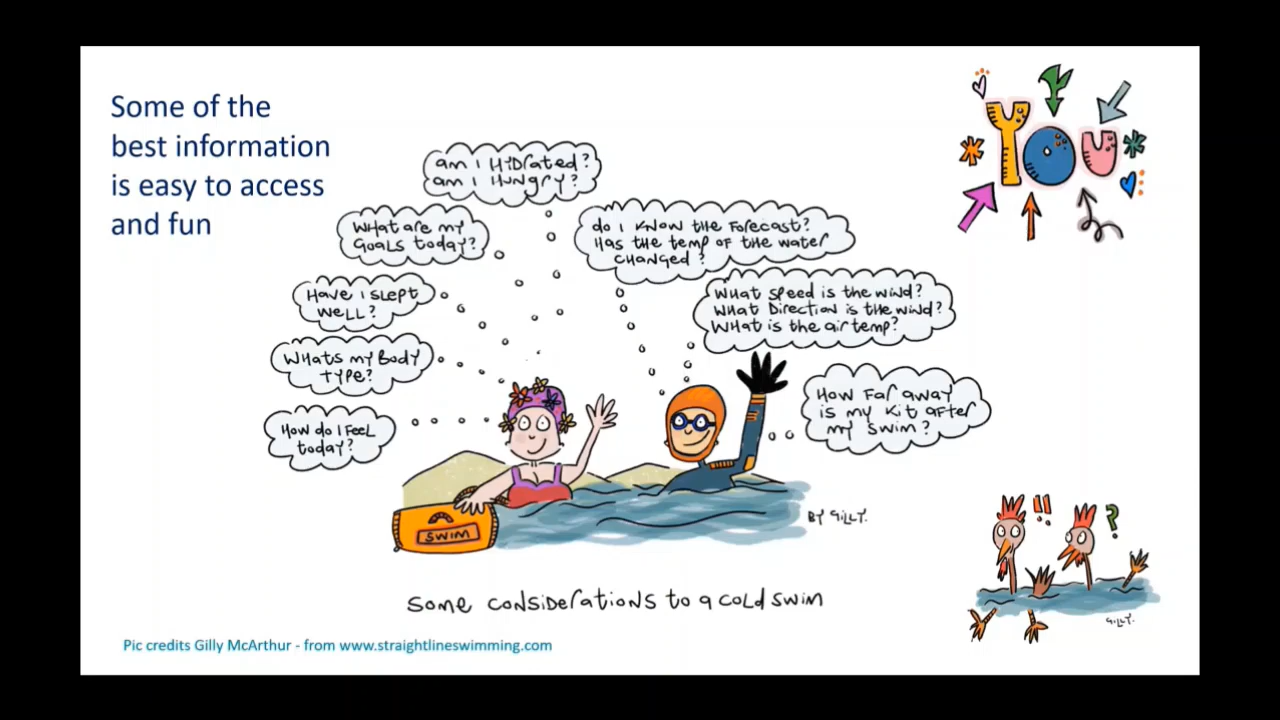 Some of the
best information
is easy to access
and fun
YOU
am I HYDrated?
am I HUNgry?
What are my
Goals today?
Do I KNOW the Forecast?
Has the temp of the water
changed?
Have I slept
well?
What speed is the wind?
What Direction is the wind?
What is the air temp?
Whats my Body
Type?
How far away
is my Kit after
my swim?
How do I Feel
today?
!!
?
SWIM
BY GILLY.
GILLY.
Some considerations to a cold swim
Pic credits Gilly McArthur - from www.straightlineswimming.com